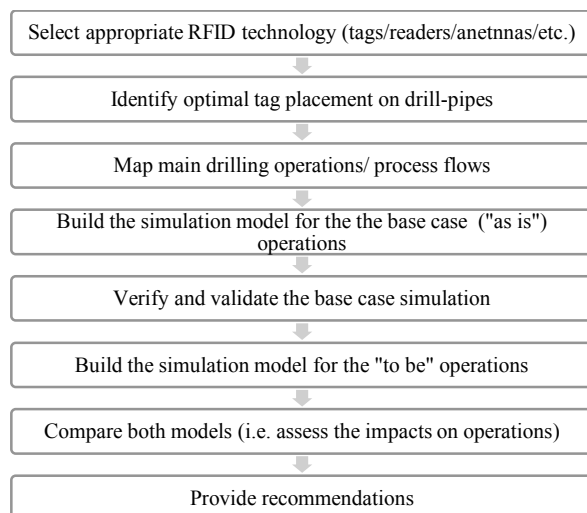 Select appropriate RFID technology (tags/readers/anetnnas/etc.)
Identify optimal tag placement on drill-pipes
Map main drilling operations/ process flows
Build the simulation model for the the base case ("as is")
operations
Verify and validate the base case simulation
Build the simulation model for the "to be" operations
Compare both models (i.e. assess the impacts on operations)
Provide recommendations